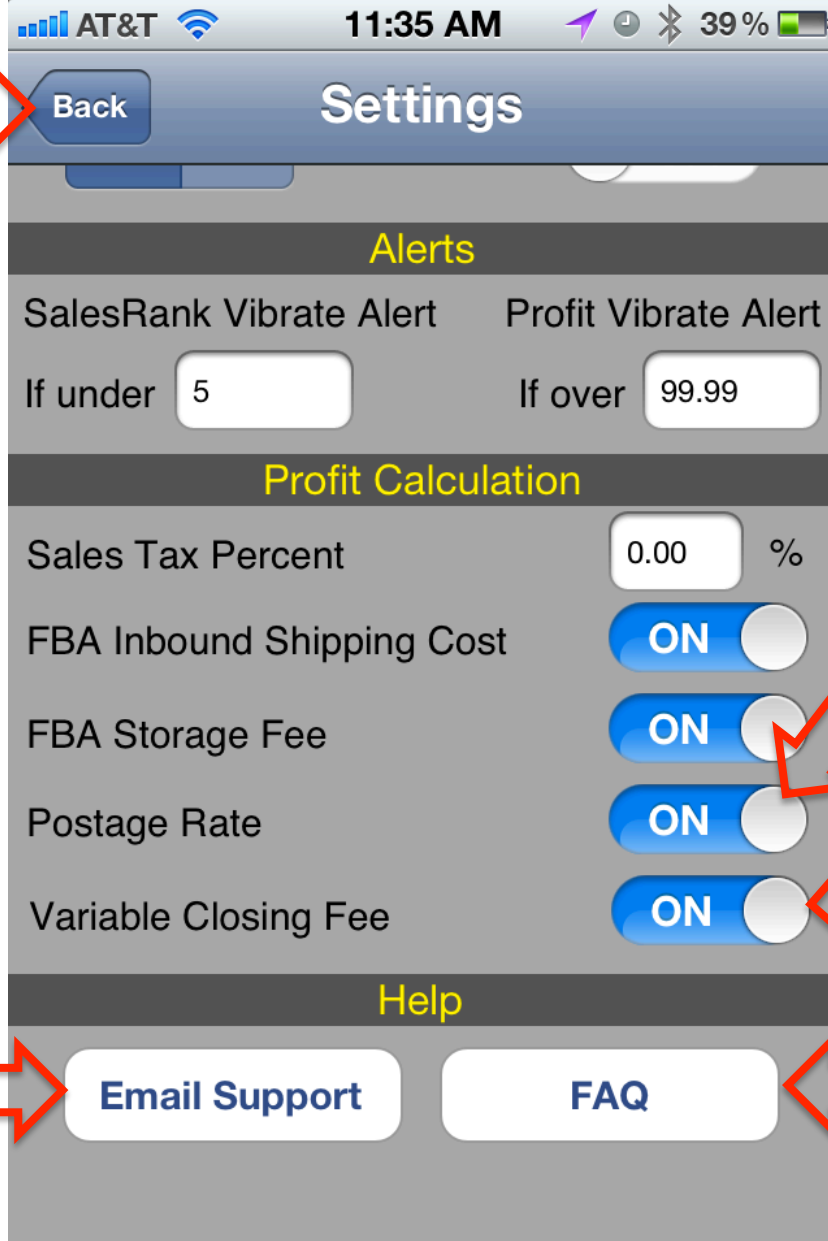 AT&T 11:35 AM 39%
Back Settings
Alerts
SalesRank Vibrate Alert Profit Vibrate Alert
If under 5 If over 99.99
Profit Calculation
Sales Tax Percent 0.00 %
FBA Inbound Shipping Cost ON
FBA Storage Fee ON
Postage Rate ON
Variable Closing Fee ON
Help
Email Support FAQ